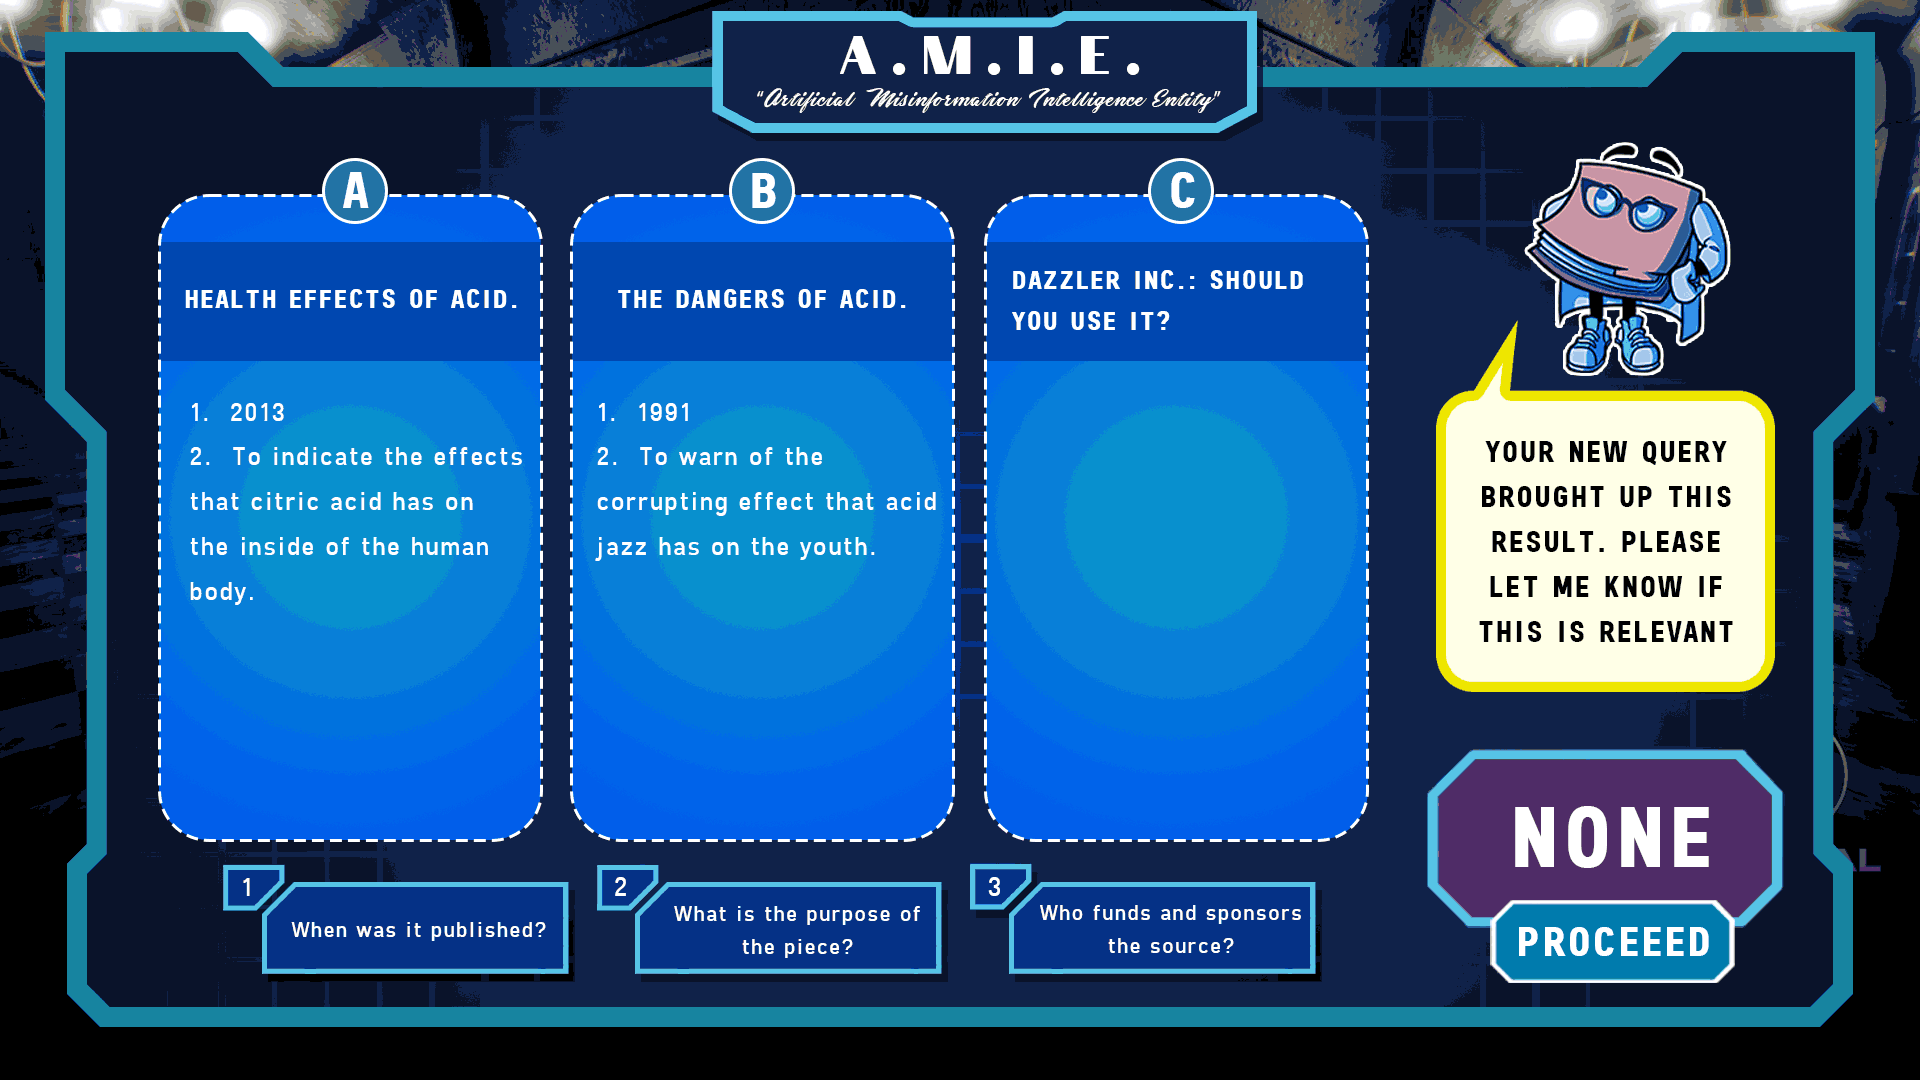 A.M.I.E.
"Artificial Misinformation Intelligence Entity"
A
HEALTH EFFECTS OF ACID.
1. 2013
2. To indicate the effects
that citric acid has on
the inside of the human
body.
B
THE DANGERS OF ACID.
1. 1991
2. To warn of the
corrupting effect that acid
jazz has on the youth.
C
DAZZLER INC.: SHOULD
YOU USE IT?
YOUR NEW QUERY
BROUGHT UP THIS
RESULT. PLEASE
LET ME KNOW IF
THIS IS RELEVANT
1
When was it published?
2
What is the purpose of
the piece?
3
Who funds and sponsors
the source?
NONE
PROCEEED